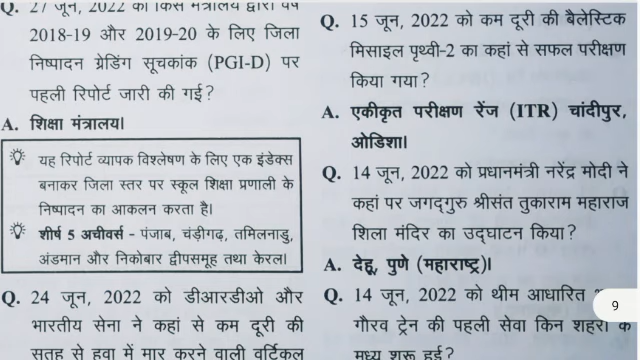 Q. 27 जून, 2022 को किस मंत्रालय द्वारा वर्ष
2018-19 और 2019-20 के लिए जिला
निष्पादन ग्रेडिंग सूचकांक (PGI-D) पर
पहली रिपोर्ट जारी की गई?
A. शिक्षा मंत्रालय।
यह रिपोर्ट व्यापक विश्लेषण के लिए एक इंडेक्स
बनाकर जिला स्तर पर स्कूल शिक्षा प्रणाली के
निष्पादन का आकलन करता है।
शीर्ष 5 अचीवर्स - पंजाब, चंड़ीगढ़, तमिलनाडु,
अंडमान और निकोबार द्वीपसमूह तथा केरल।
Q. 24 जून, 2022 को डीआरडीओ और
भारतीय सेना ने कहां से कम दूरी की
सतह से हवा में मार करने वाली वर्टिकल
Q. 15 जून, 2022 को कम दूरी की बैलेस्टिक
मिसाइल पृथ्वी-2 का कहां से सफल परीक्षण
किया गया?
A. एकीकृत परीक्षण रेंज (ITR) चांदीपुर,
ओडिशा।
Q. 14 जून, 2022 को प्रधानमंत्री नरेंद्र मोदी ने
कहां पर जगद्‌गुरु श्रीसंत तुकाराम महाराज
शिला मंदिर का उद्‌घाटन किया?
A. देहू, पुणे (महाराष्ट्र)।
Q. 14 जून, 2022 को थीम आधारित
गौरव ट्रेन की पहली सेवा किन शहरों के
मध्य शुरू हुई?
9